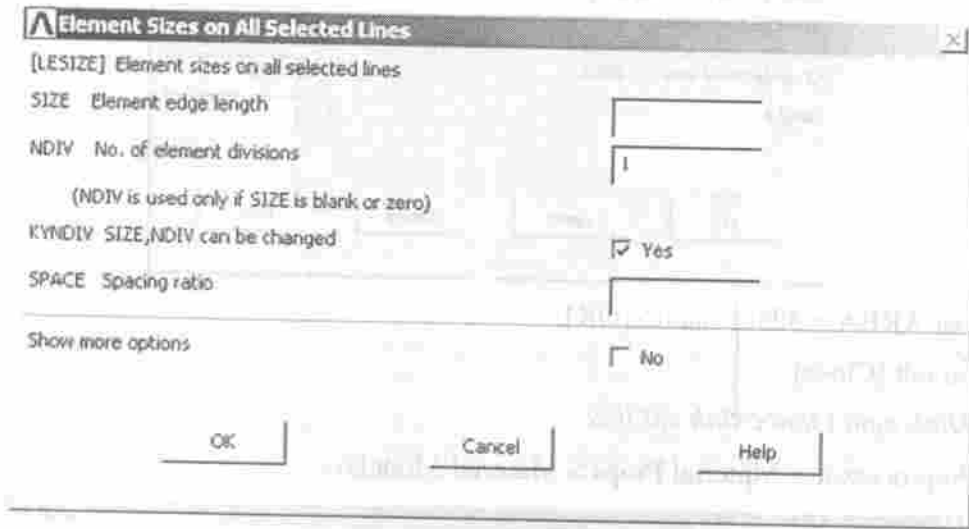 Element Sizes on All Selected Lines
[LESIZE] Element sizes on all selected lines
SIZE Element edge length
NDIV No. of element divisions
1
(NDIV is used only if SIZE is blank or zero)
KYNDIV SIZE,NDIV can be changed
Yes
SPACE Spacing ratio
Show more options
No
OK Cancel Help